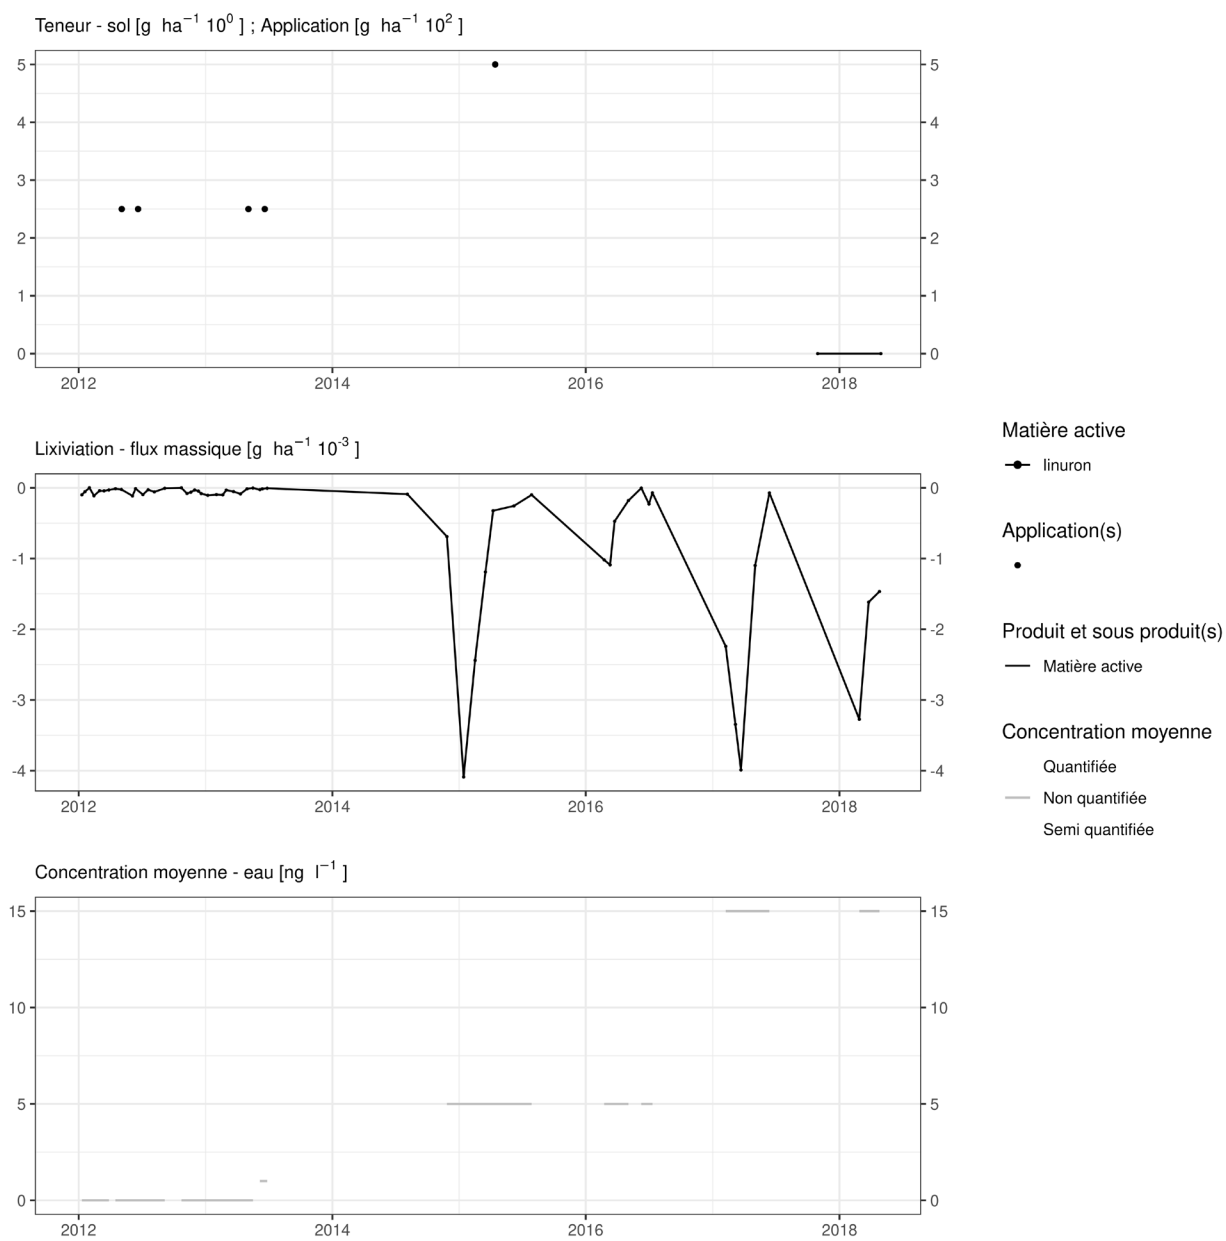 Teneur - sol [g ha⁻¹ 10⁰ ] ; Application [g ha⁻¹ 10² ]
5 5
4 4
3 3
2 2
1 1
0 0
2012 2014 2016 2018
Lixiviation - flux massique [g ha⁻¹ 10⁻³ ]
0 0
-1 -1
-2 -2
-3 -3
-4 -4
2012 2014 2016 2018
Concentration moyenne - eau [ng l⁻¹ ]
15 15
10 10
5 5
0 0
2012 2014 2016 2018
Matière active
linuron
Application(s)
Produit et sous produit(s)
Matière active
Concentration moyenne
Quantifiée
Non quantifiée
Semi quantifiée